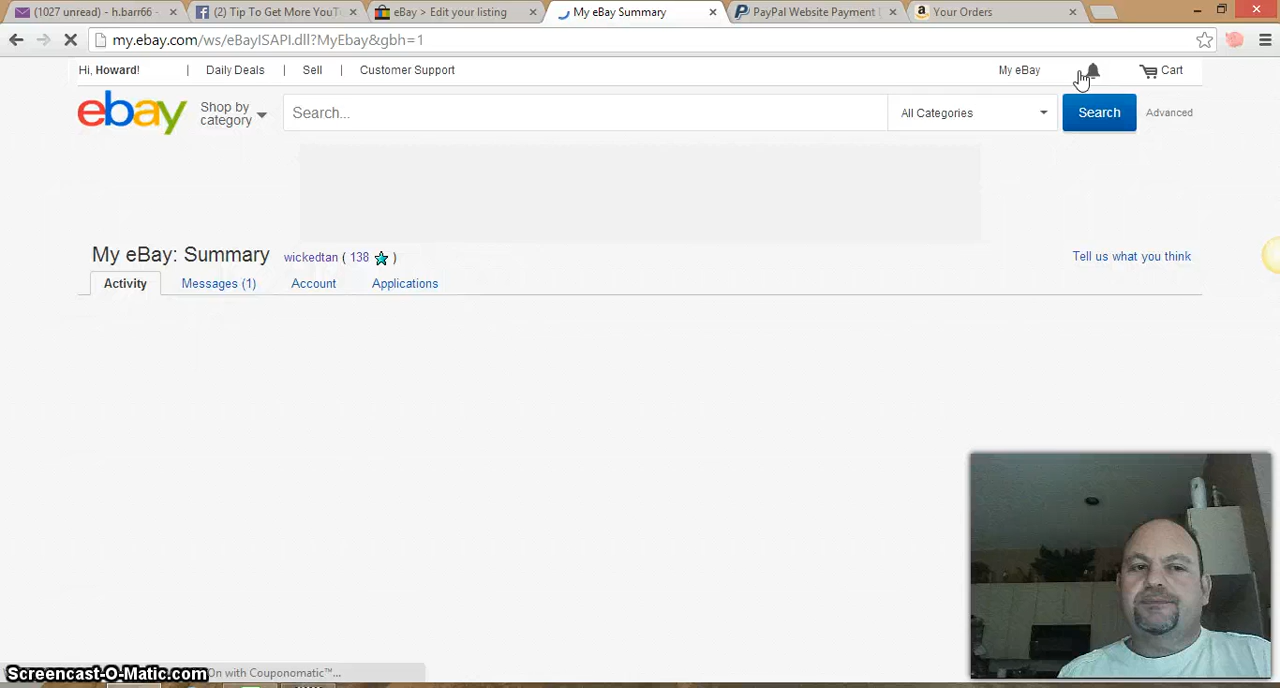 (1027 unread) - h.barr66 -
(2) Tip To Get More YouT
eBay > Edit your listing
My eBay Summary
PayPal Website Payment
Your Orders
my.ebay.com/ws/eBayISAPI.dll?MyEbay&gbh=1
Hi, Howard! | Daily Deals | Sell | Customer Support
My eBay
Cart
ebay
Shop by
category
Search...
All Categories
Search
Advanced
My eBay: Summary
wickedtan ( 138 )
Tell us what you think
Activity
Messages (1)
Account
Applications
Screencast-O-Matic.com
On with Couponomatic™...